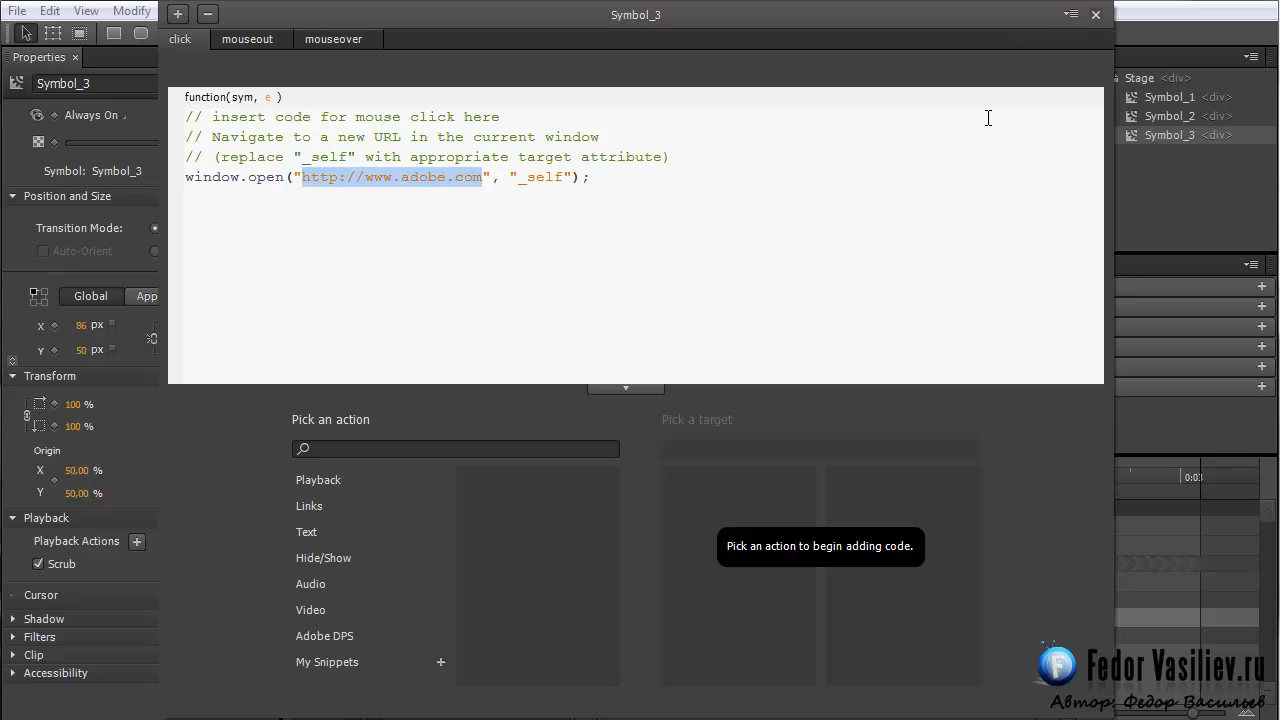 File Edit View Modify
Symbol_3
click mouseout mouseover
Properties ×
Symbol_3
Always On
Symbol: Symbol_3
Position and Size
Transition Mode:
Auto-Orient
Global App
X 86 px
Y 50 px
Transform
100 %
100 %
Origin
X 50,00 %
Y 50,00 %
Playback
Playback Actions +
Scrub
Cursor
Shadow
Filters
Clip
Accessibility
function(sym, e )
// insert code for mouse click here
// Navigate to a new URL in the current window
// (replace "_self" with appropriate target attribute)
window.open("http://www.adobe.com", "_self");
Pick an action
Playback
Links
Text
Hide/Show
Audio
Video
Adobe DPS
My Snippets +
Pick a target
Pick an action to begin adding code.
Stage <div>
Symbol_1 <div>
Symbol_2 <div>
Symbol_3 <div>
Fedor Vasiliev.ru
Автор: Федор Васильев